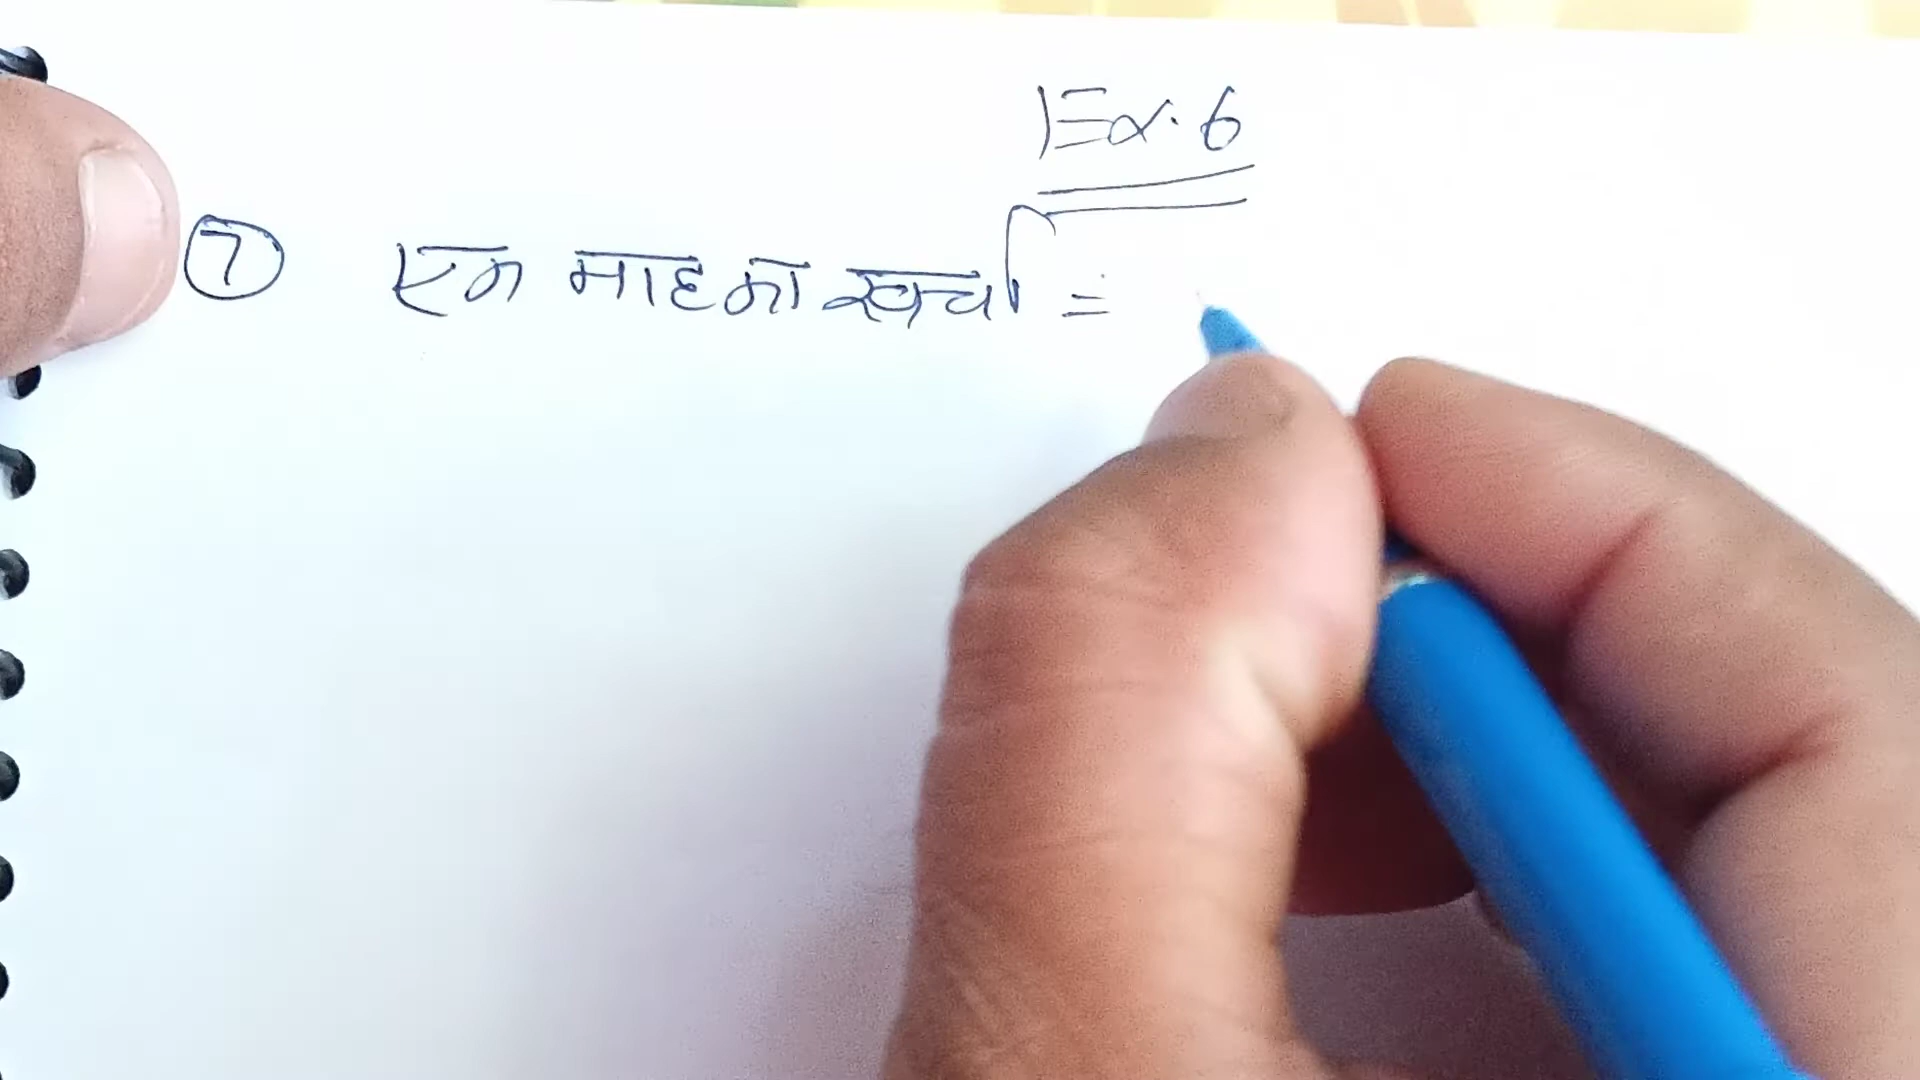 Ex. 6
7 एक माह का खर्चा =